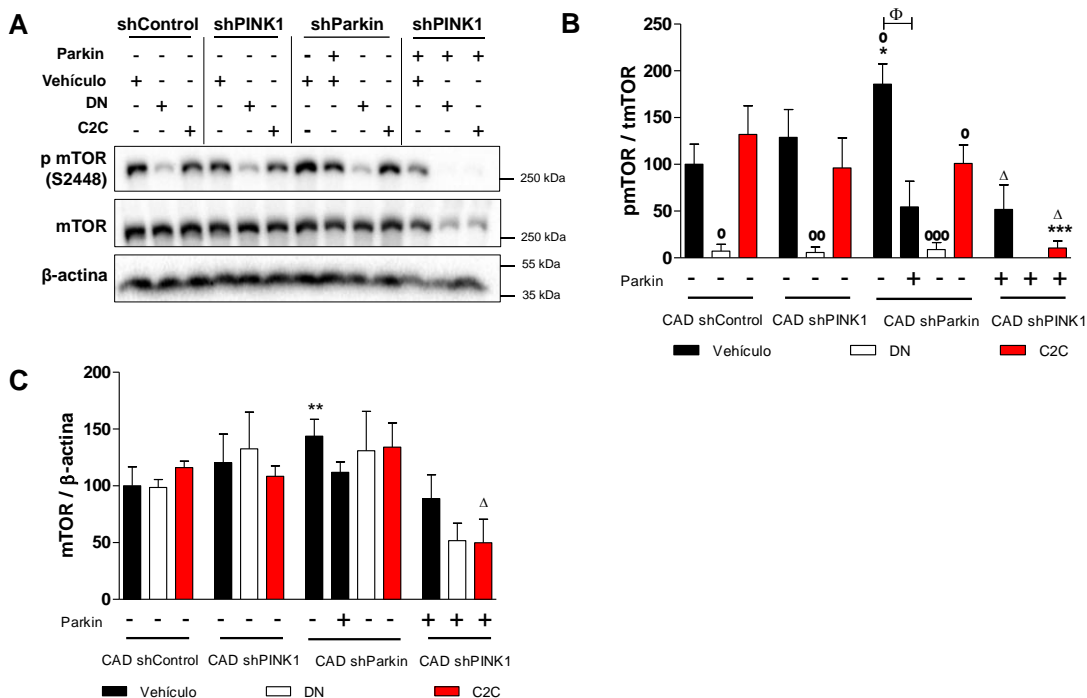 A
shControl shPINK1 shParkin shPINK1
Parkin - - - - - - - + - - + + +
Vehículo + - - + - - + + - - + - -
DN - + - - + - - - + - - + -
C2C - - + - - + - - - + - - +
p mTOR
(S2448)
250 kDa
mTOR
250 kDa
β-actina
55 kDa
35 kDa
B
Φ
pmTOR / tmTOR
250
200
150
100
50
0
o
oo
o
*
ooo
o
Δ
Δ
***
Parkin - - - - - - - + - - + + +
CAD shControl CAD shPINK1 CAD shParkin CAD shPINK1
Vehículo DN C2C
C
mTOR / β-actina
200
150
100
50
0
**
Δ
Parkin - - - - - - - + - - + + +
CAD shControl CAD shPINK1 CAD shParkin CAD shPINK1
Vehículo DN C2C